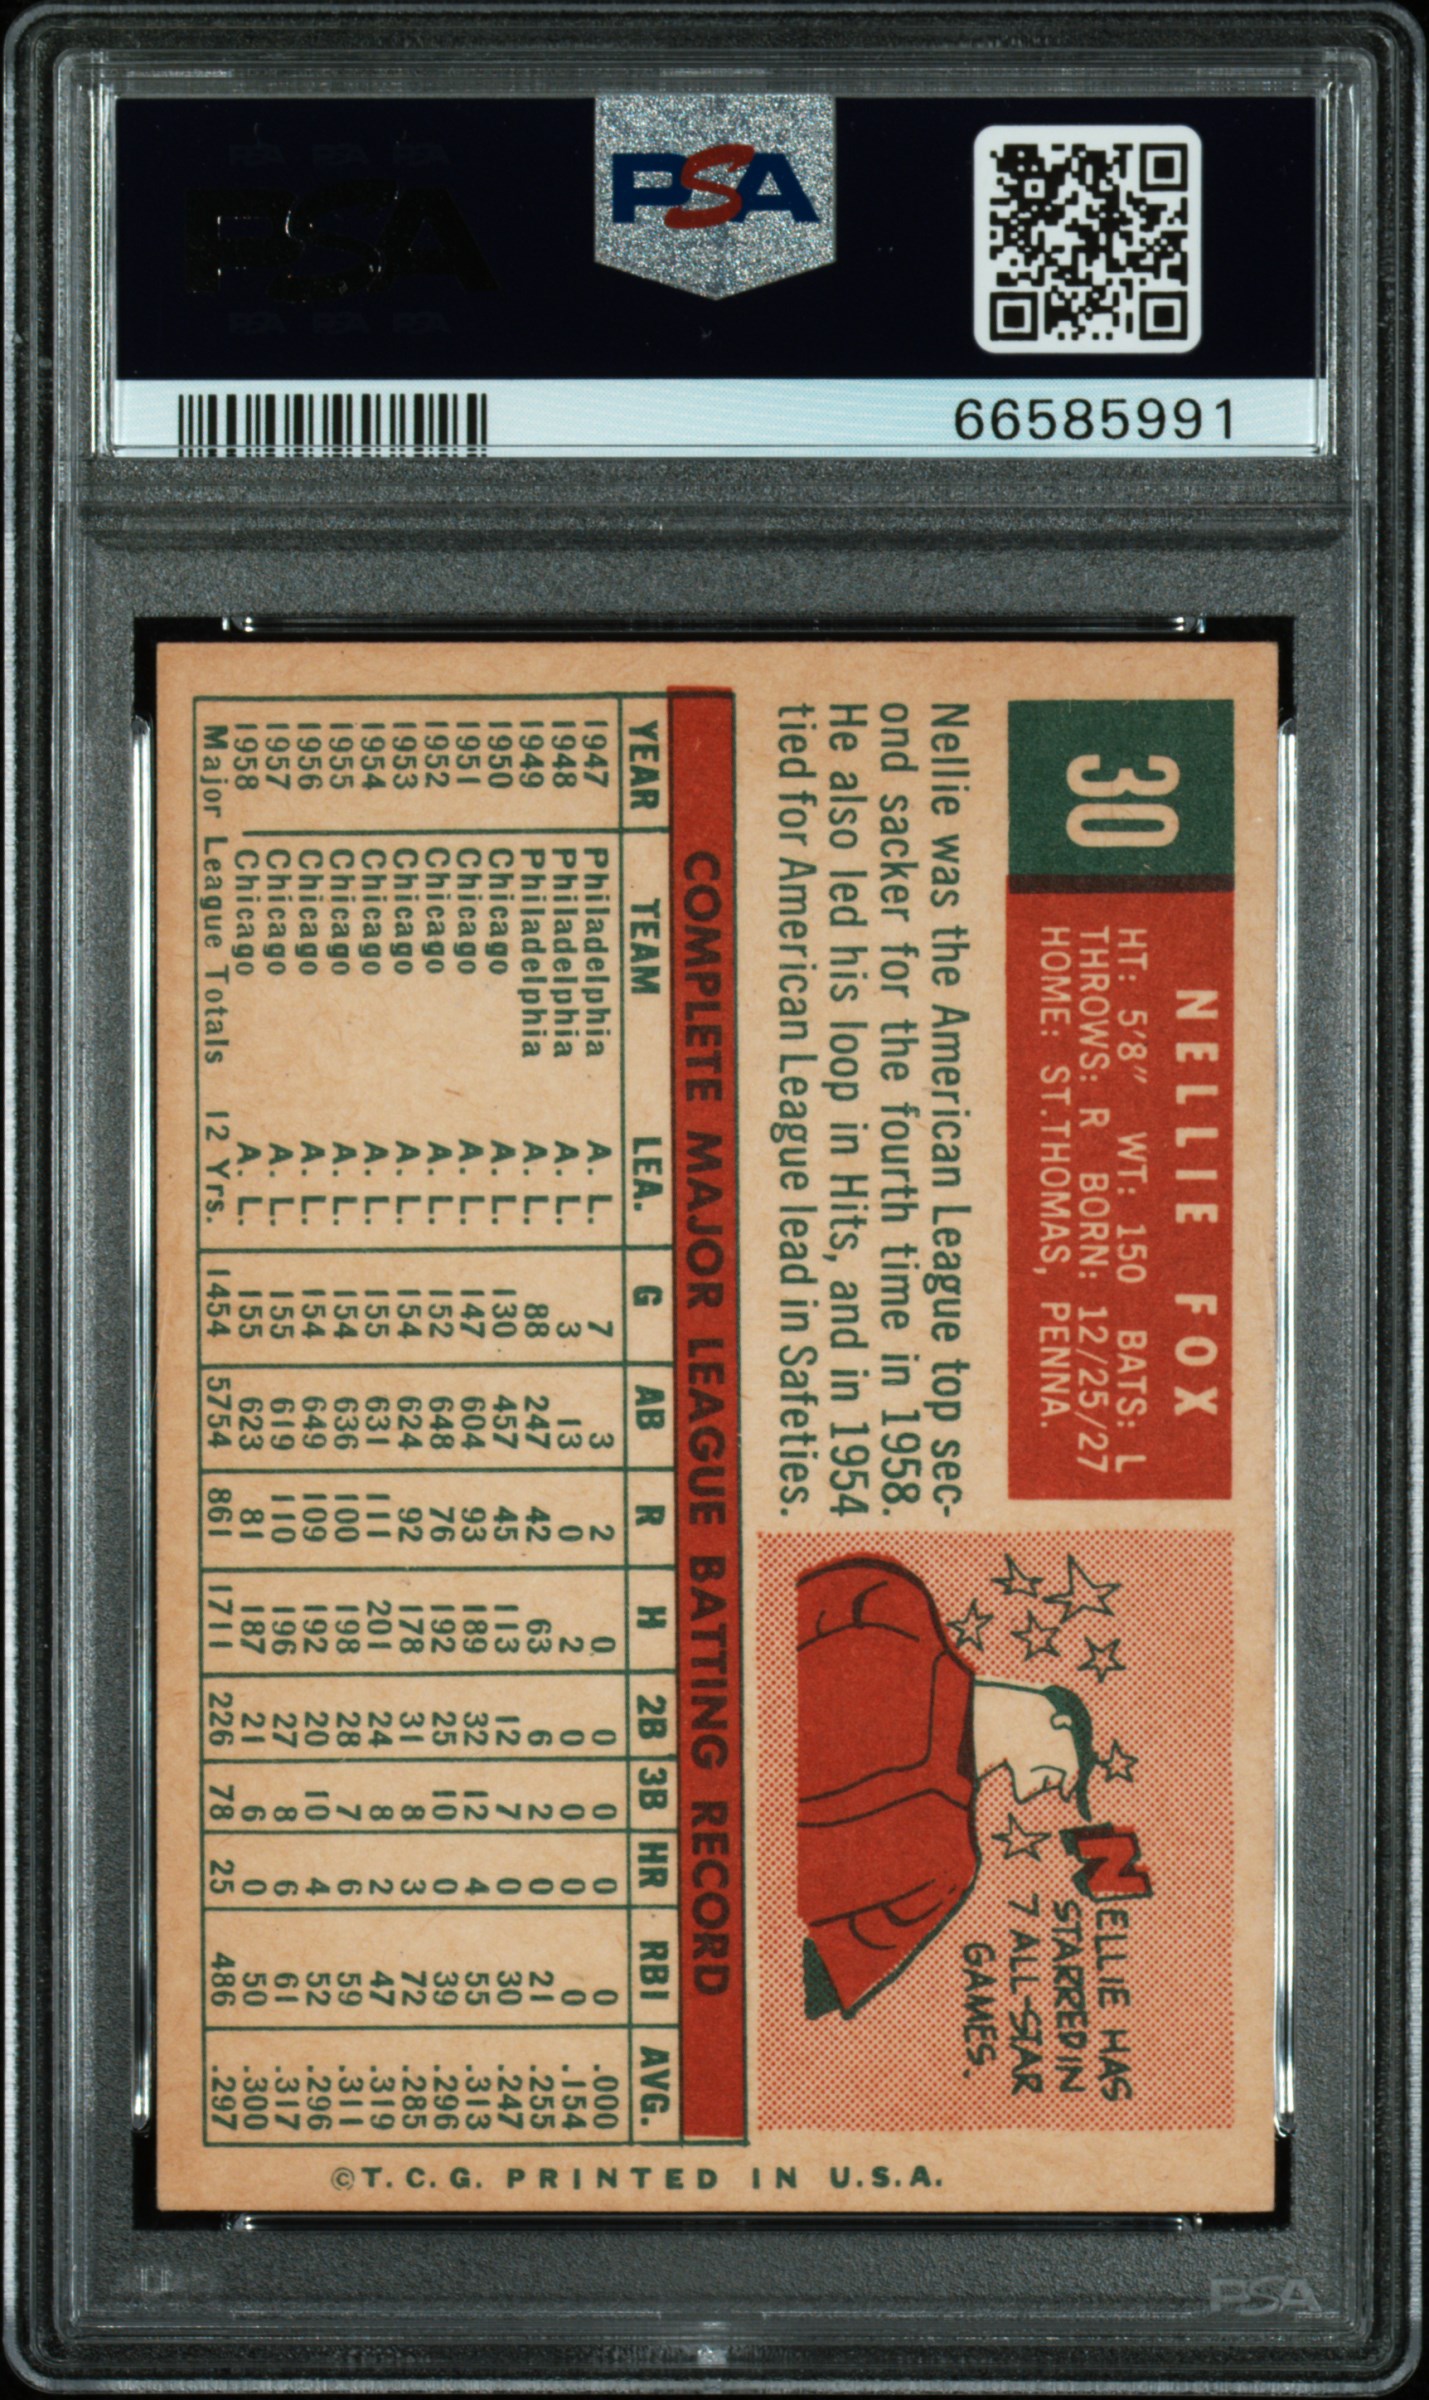 PSA PSA PSA
PSA
PSA PSA PSA
PSA
66585991
30
NELLIE FOX
HT: 5'8" WT: 150 BATS: L
THROWS: R BORN: 12/25/27
HOME: ST.THOMAS, PENNA.
Nellie was the American League top sec-
ond sacker for the fourth time in 1958.
He also led his loop in Hits, and in 1954
tied for American League lead in Safeties.
NELLIE HAS
STARRED IN
7 ALL-STAR
GAMES.
COMPLETE MAJOR LEAGUE BATTING RECORD
YEAR TEAM LEA. G AB R H 2B 3B HR RBI AVG.
1947 Philadelphia A. L. 7 3 2 0 0 0 0 0 .000
1948 Philadelphia A. L. 3 13 0 2 0 0 0 0 .154
1949 Philadelphia A. L. 88 247 42 63 6 2 0 21 .255
1950 Chicago A. L. 130 457 45 113 12 7 0 30 .247
1951 Chicago A. L. 147 604 93 189 32 12 4 55 .313
1952 Chicago A. L. 152 648 76 192 25 10 0 39 .296
1953 Chicago A. L. 154 624 92 178 31 8 3 72 .285
1954 Chicago A. L. 155 631 111 201 24 8 2 47 .319
1955 Chicago A. L. 154 636 100 198 28 7 6 59 .311
1956 Chicago A. L. 154 649 109 192 20 10 4 52 .296
1957 Chicago A. L. 155 619 110 196 27 8 6 61 .317
1958 Chicago A. L. 155 623 81 187 21 6 0 50 .300
Major League Totals 12 Yrs. 1454 5754 861 1711 226 78 25 486 .297
©T.C.G. PRINTED IN U.S.A.
PSA